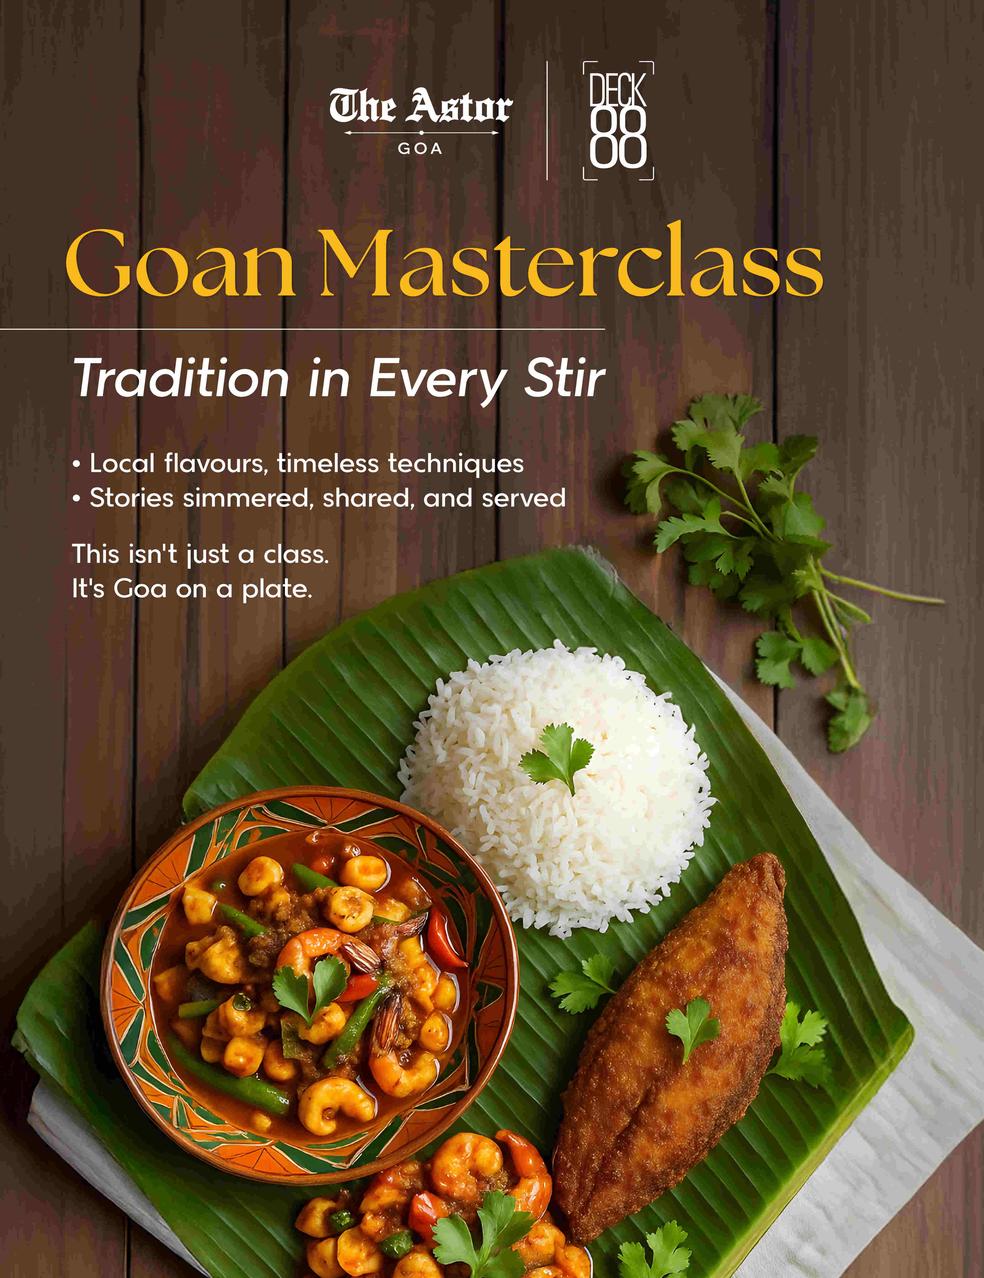 The Astor
GOA
DECK
88
Goan Masterclass
Tradition in Every Stir
• Local flavours, timeless techniques
• Stories simmered, shared, and served
This isn't just a class.
It's Goa on a plate.